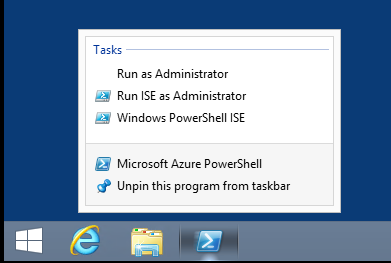 Tasks
Run as Administrator
Run ISE as Administrator
Windows PowerShell ISE
Microsoft Azure PowerShell
Unpin this program from taskbar